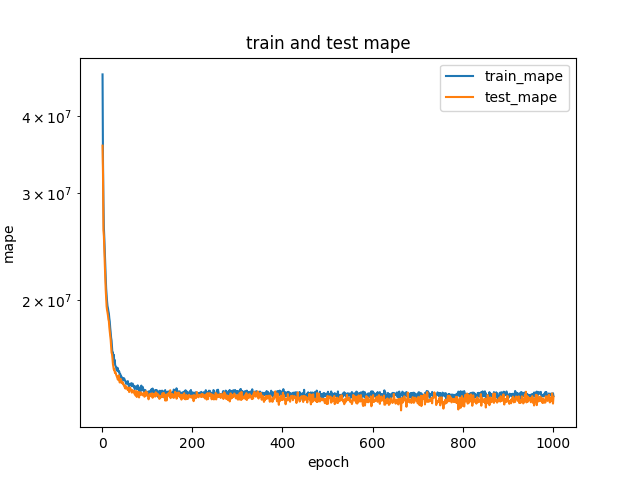 train and test mape
train_mape
test_mape
4 × 10⁷
3 × 10⁷
2 × 10⁷
mape
0
200
400
600
800
1000
epoch